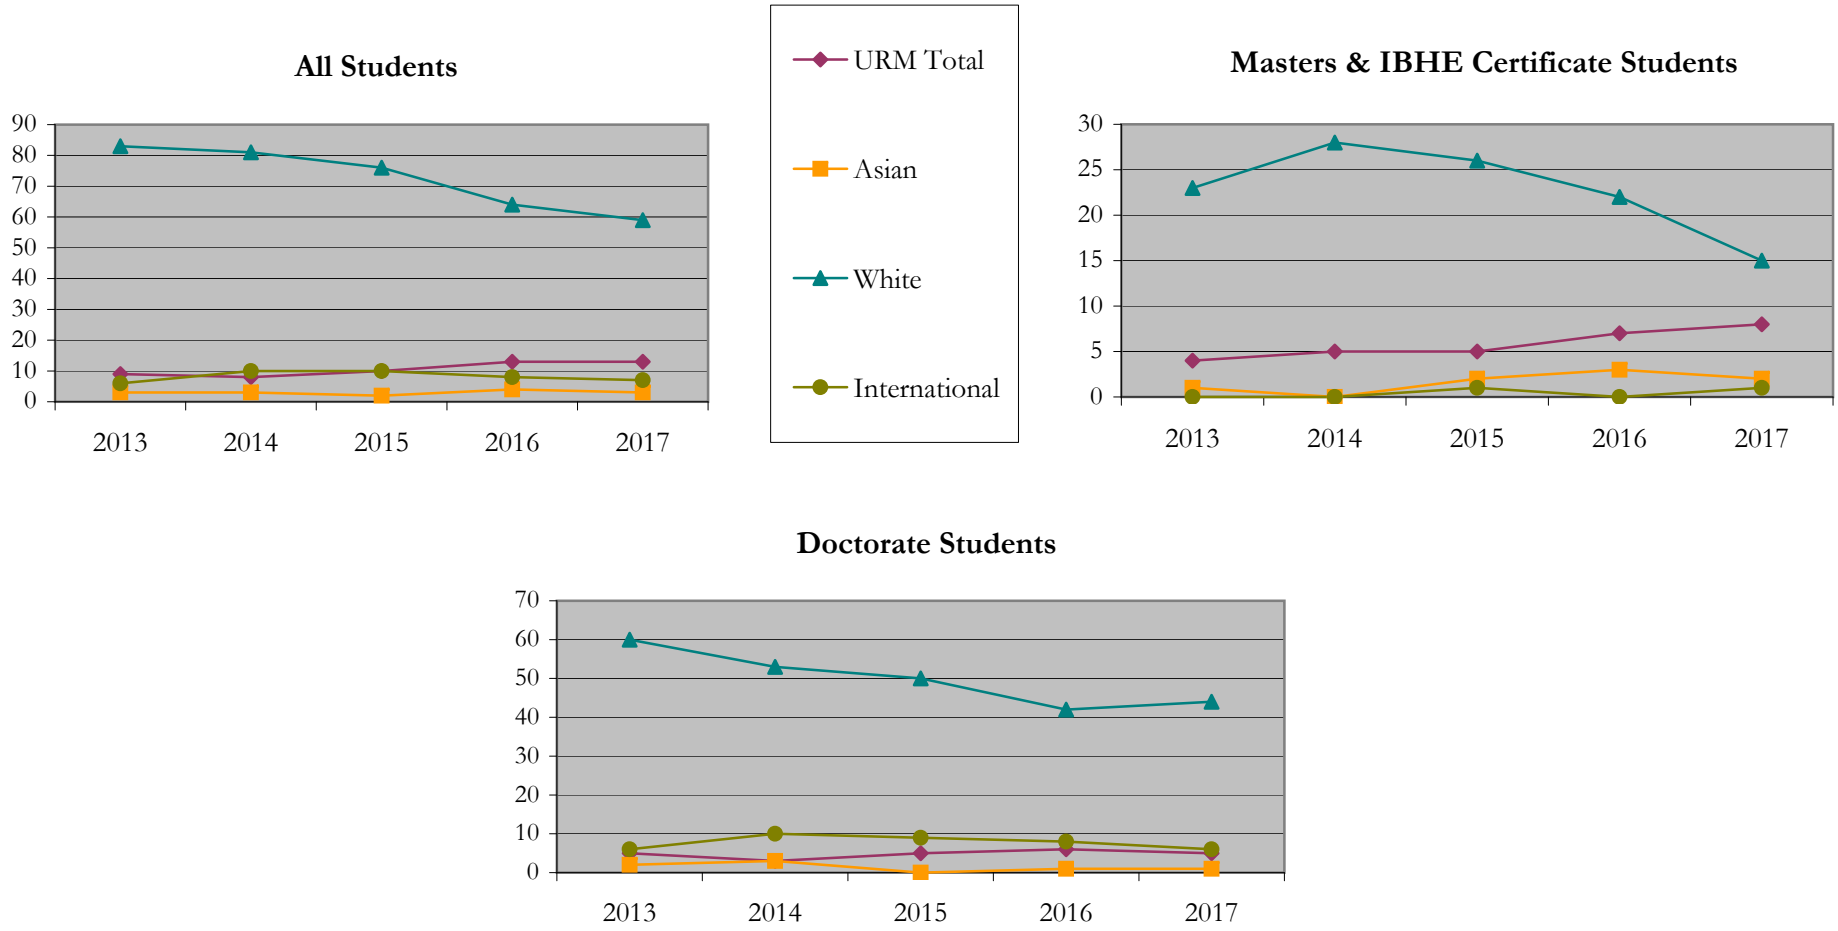 All Students
90
80
70
60
50
40
30
20
10
0
2013 2014 2015 2016 2017
URM Total
Asian
White
International
Masters & IBHE Certificate Students
30
25
20
15
10
5
0
2013 2014 2015 2016 2017
Doctorate Students
70
60
50
40
30
20
10
0
2013 2014 2015 2016 2017